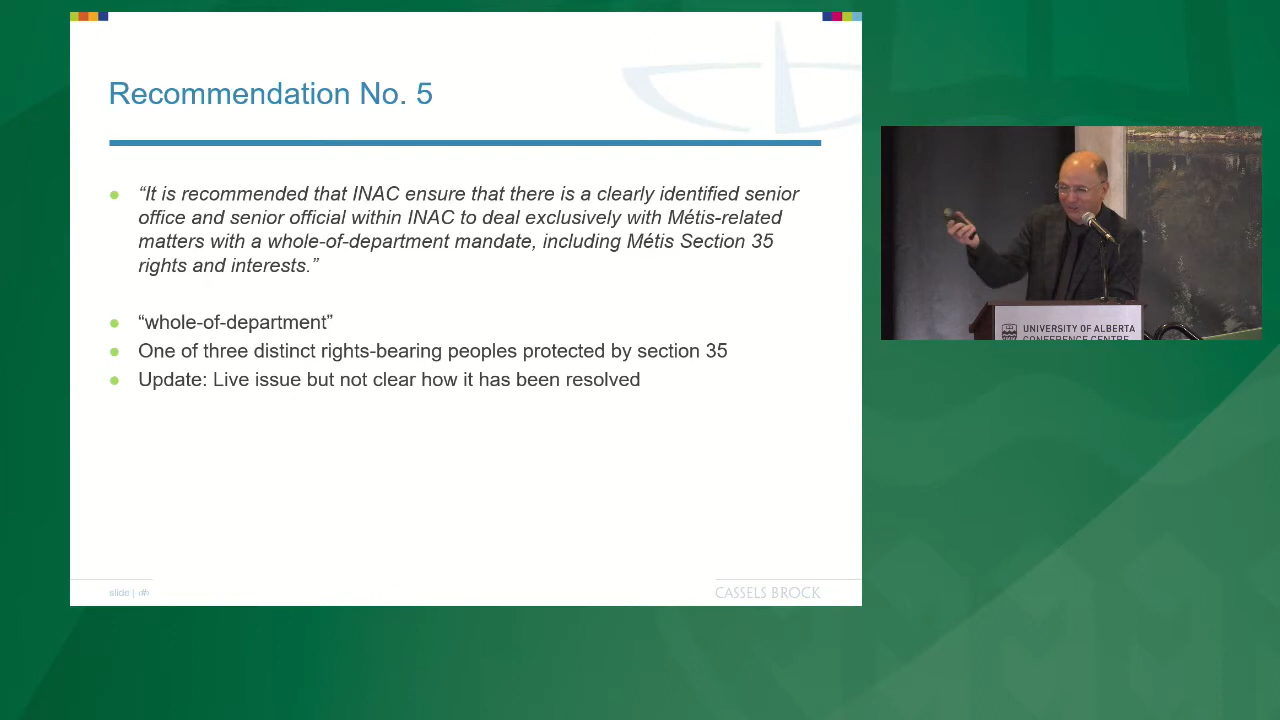 Recommendation No. 5
“It is recommended that INAC ensure that there is a clearly identified senior
office and senior official within INAC to deal exclusively with Métis-related
matters with a whole-of-department mandate, including Métis Section 35
rights and interests.”
“whole-of-department”
One of three distinct rights-bearing peoples protected by section 35
Update: Live issue but not clear how it has been resolved
slide | ‹#›
CASSELS BROCK
UNIVERSITY OF ALBERTA
CONFERENCE CENTRE